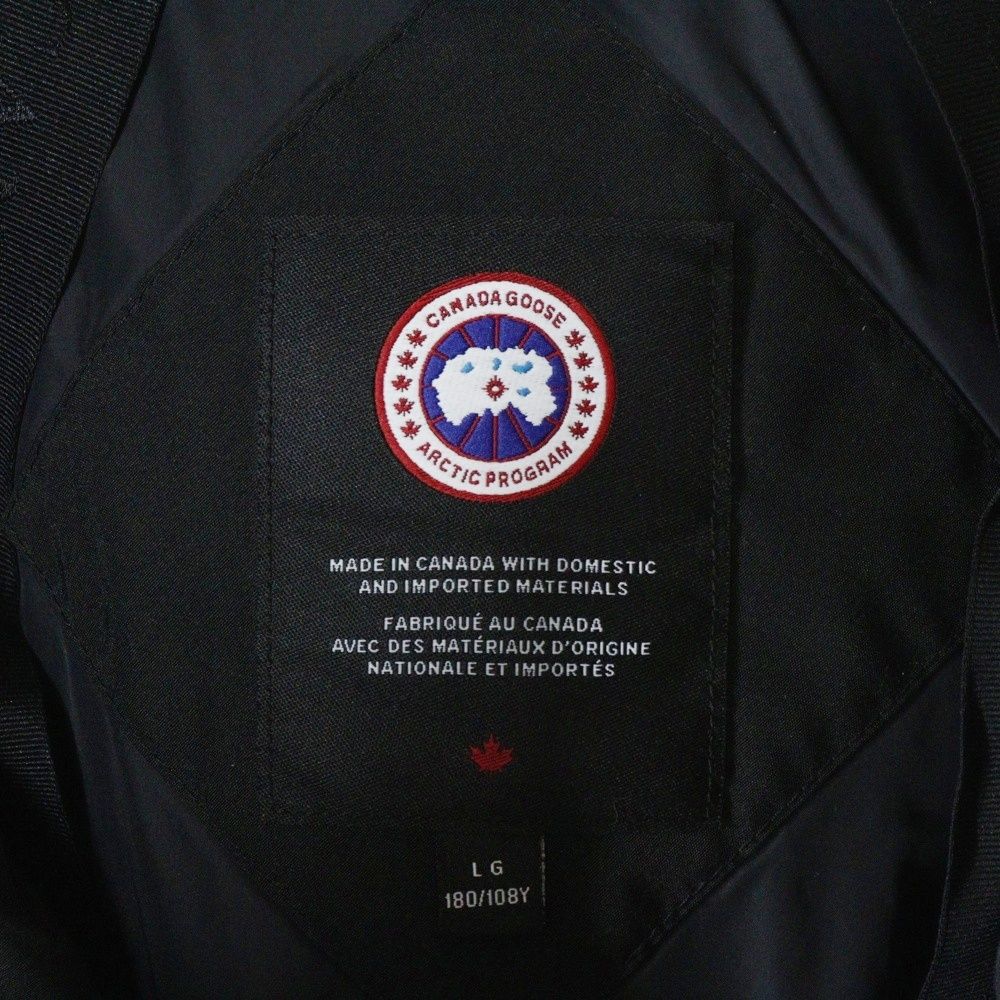 CANADA GOOSE
ARCTIC PROGRAM
MADE IN CANADA WITH DOMESTIC
AND IMPORTED MATERIALS
FABRIQUÉ AU CANADA
AVEC DES MATÉRIAUX D'ORIGINE
NATIONALE ET IMPORTÉS
LG
180/108Y